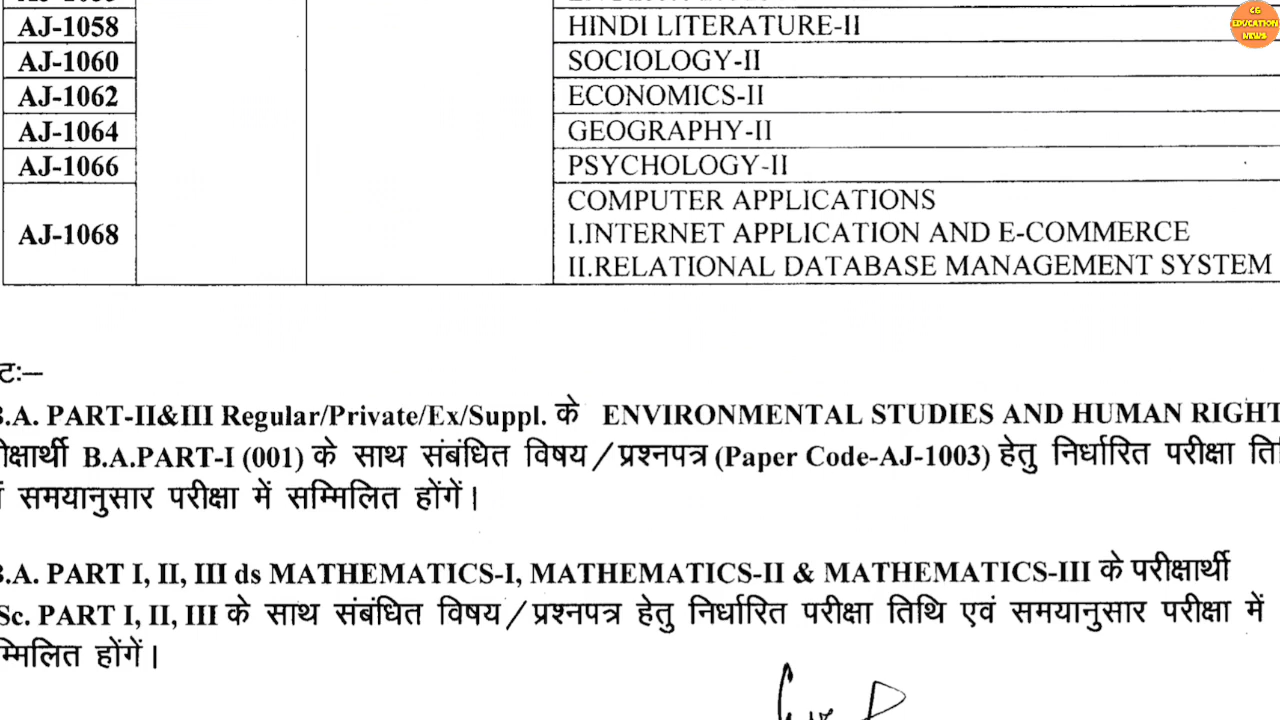 CG
EDUCATION
NEWS
AJ-1058 HINDI LITERATURE-II
AJ-1060 SOCIOLOGY-II
AJ-1062 ECONOMICS-II
AJ-1064 GEOGRAPHY-II
AJ-1066 PSYCHOLOGY-II
COMPUTER APPLICATIONS
AJ-1068 I.INTERNET APPLICATION AND E-COMMERCE
II.RELATIONAL DATABASE MANAGEMENT SYSTEM
टः–
.A. PART-II&III Regular/Private/Ex/Suppl. के ENVIRONMENTAL STUDIES AND HUMAN RIGHT
क्षार्थी B.A.PART-I (001) के साथ संबंधित विषय/प्रश्नपत्र (Paper Code-AJ-1003) हेतु निर्धारित परीक्षा ति
समयानुसार परीक्षा में सम्मिलित होंगें।
.A. PART I, II, III ds MATHEMATICS-I, MATHEMATICS-II & MATHEMATICS-III के परीक्षार्थी
Sc. PART I, II, III के साथ संबंधित विषय/प्रश्नपत्र हेतु निर्धारित परीक्षा तिथि एवं समयानुसार परीक्षा में
म्मिलित होंगें।